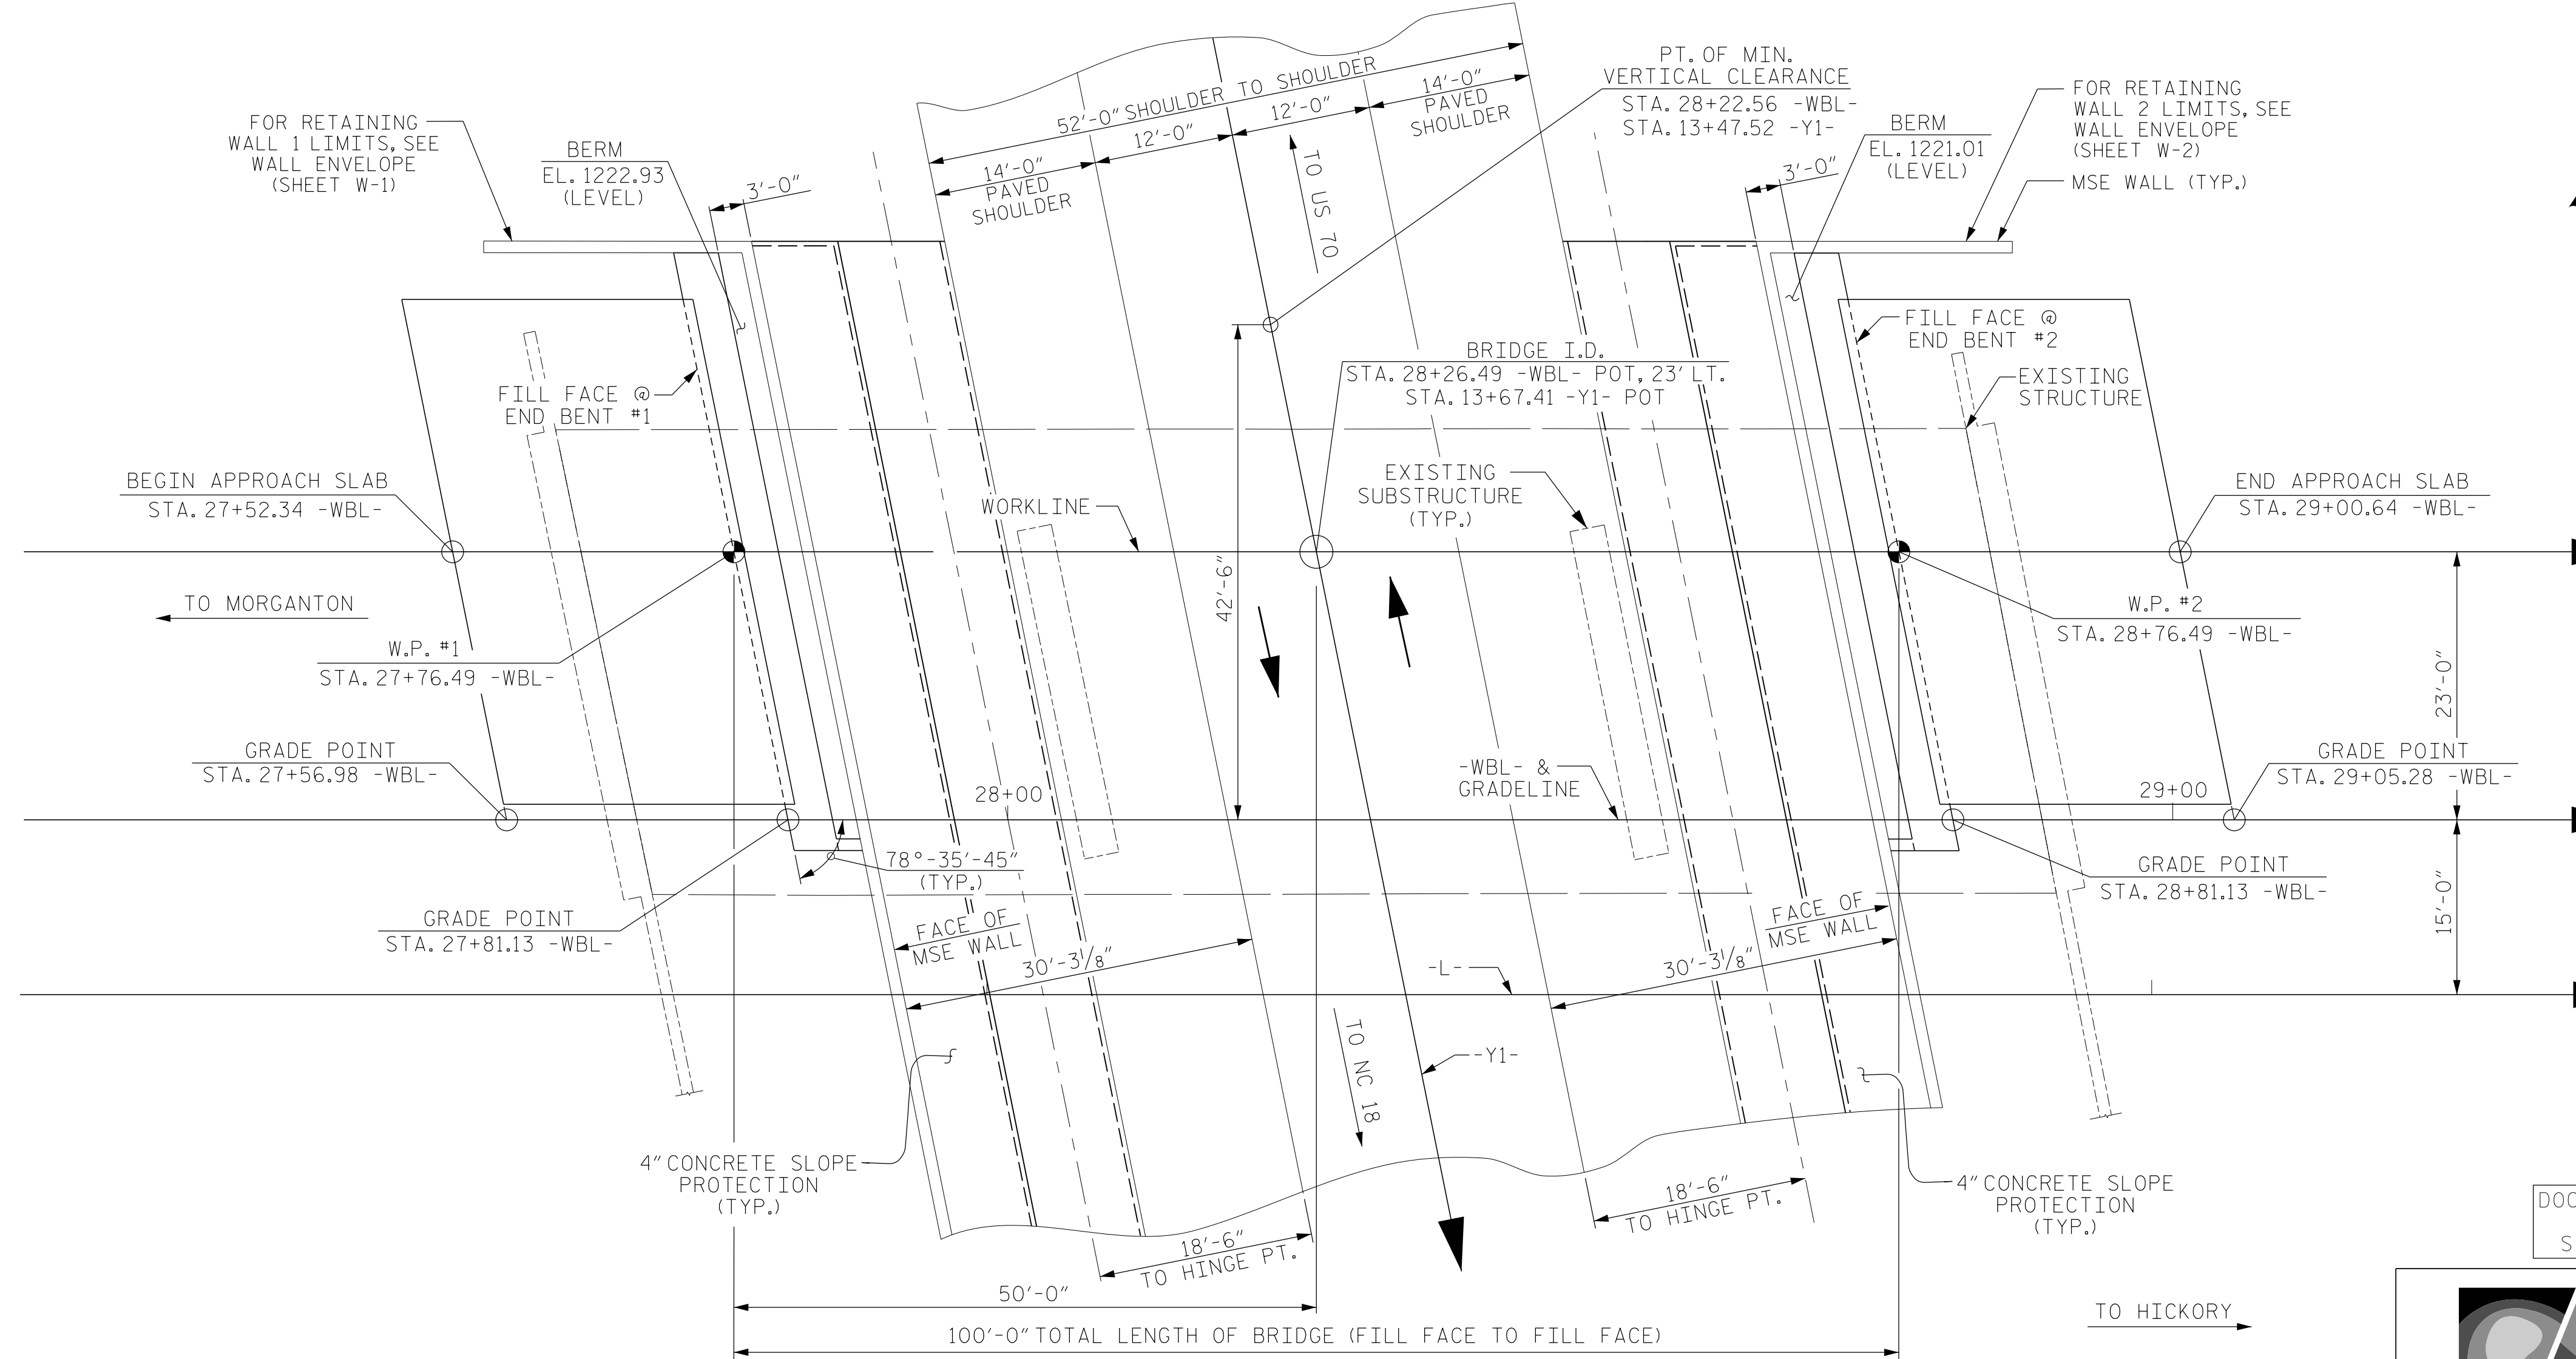 PT. OF MIN.
VERTICAL CLEARANCE
STA. 28+22.56 -WBL-
STA. 13+47.52 -Y1-
52'-0" SHOULDER TO SHOULDER
14'-0"
PAVED
SHOULDER
12'-0"
12'-0"
14'-0"
PAVED
SHOULDER
FOR RETAINING
WALL 1 LIMITS, SEE
WALL ENVELOPE
(SHEET W-1)
BERM
EL. 1222.93
(LEVEL)
3'-0"
TO US 70
BERM
EL. 1221.01
(LEVEL)
3'-0"
FOR RETAINING
WALL 2 LIMITS, SEE
WALL ENVELOPE
(SHEET W-2)
MSE WALL (TYP.)
FILL FACE @
END BENT #1
BRIDGE I.D.
STA. 28+26.49 -WBL- POT, 23' LT.
STA. 13+67.41 -Y1- POT
FILL FACE @
END BENT #2
EXISTING
STRUCTURE
BEGIN APPROACH SLAB
STA. 27+52.34 -WBL-
WORKLINE
EXISTING
SUBSTRUCTURE
(TYP.)
END APPROACH SLAB
STA. 29+00.64 -WBL-
TO MORGANTON
42'-6"
W.P. #1
STA. 27+76.49 -WBL-
W.P. #2
STA. 28+76.49 -WBL-
23'-0"
GRADE POINT
STA. 27+56.98 -WBL-
28+00
-WBL- &
GRADELINE
29+00
GRADE POINT
STA. 29+05.28 -WBL-
78°-35'-45"
(TYP.)
GRADE POINT
STA. 28+81.13 -WBL-
GRADE POINT
STA. 27+81.13 -WBL-
FACE OF
MSE WALL
30'-3⅛"
FACE OF
MSE WALL
30'-3⅛"
15'-0"
-L-
TO NC 18
-Y1-
4" CONCRETE SLOPE
PROTECTION
(TYP.)
4" CONCRETE SLOPE
PROTECTION
(TYP.)
18'-6"
TO HINGE PT.
18'-6"
TO HINGE PT.
DOC
S
50'-0"
TO HICKORY
100'-0" TOTAL LENGTH OF BRIDGE (FILL FACE TO FILL FACE)